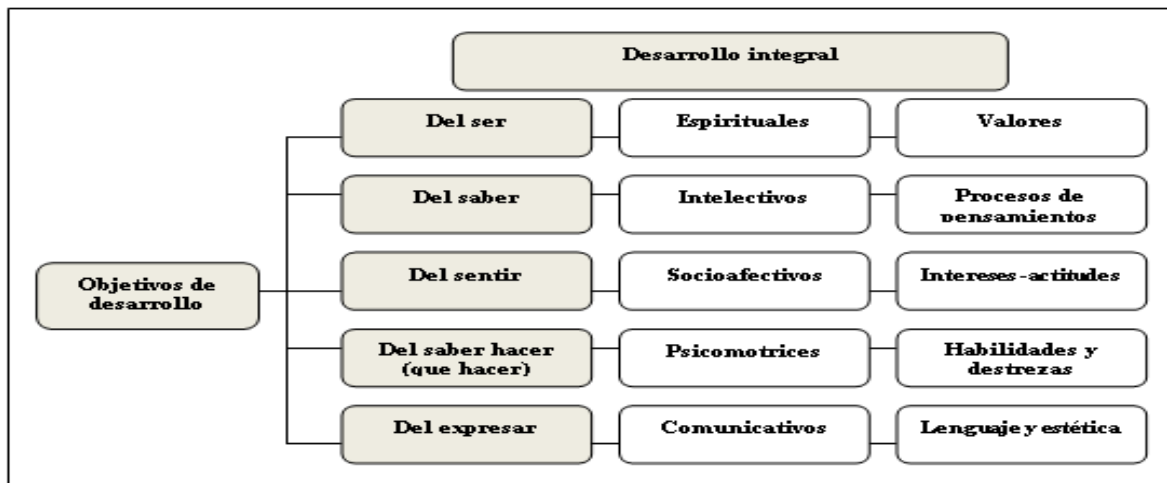 Desarrollo integral
Del ser
Espirituales
Valores
Del saber
Intelectivos
Procesos de
pensamientos
Objetivos de
desarrollo
Del sentir
Socioafectivos
Intereses-actitudes
Del saber hacer
(que hacer)
Psicomotrices
Habilidades y
destrezas
Del expresar
Comunicativos
Lenguaje y estética